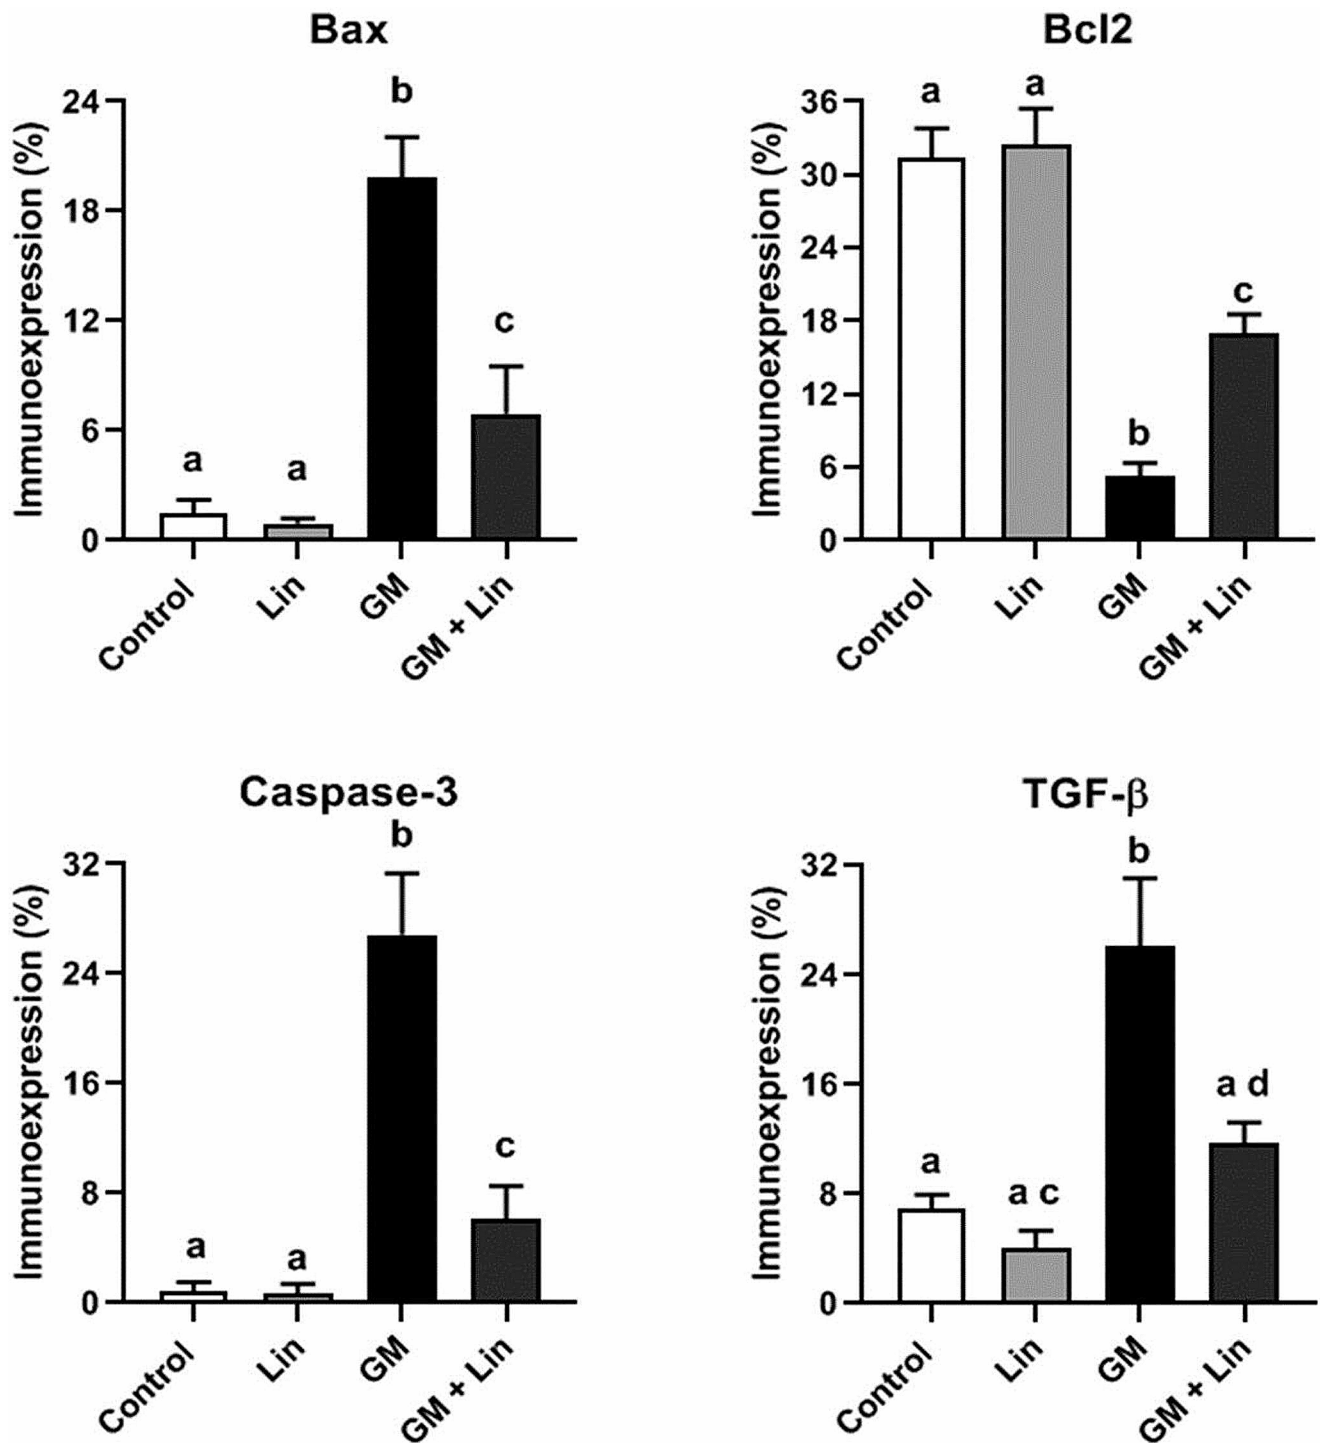 Bax
Immunoexpression (%)
24
18
12
6
0
a
a
b
c
Control
Lin
GM
GM + Lin
Bcl2
Immunoexpression (%)
36
30
24
18
12
6
0
a
a
b
c
Control
Lin
GM
GM + Lin
Caspase-3
Immunoexpression (%)
32
24
16
8
0
a
a
b
c
Control
Lin
GM
GM + Lin
TGF-β
Immunoexpression (%)
32
24
16
8
0
a
a c
b
a d
Control
Lin
GM
GM + Lin